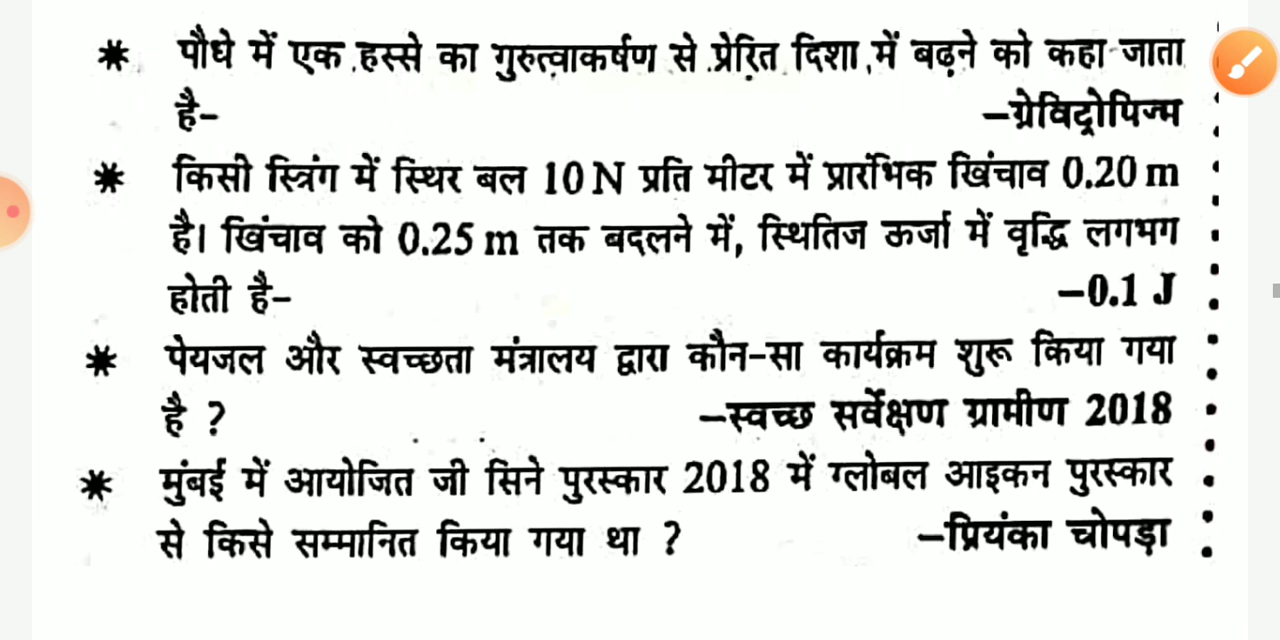 * पौधे में एक हस्से का गुरुत्वाकर्षण से प्रेरित दिशा में बढ़ने को कहा जाता
है- –ग्रेविट्रोपिज्म
* किसी स्त्रिंग में स्थिर बल 10 N प्रति मीटर में प्रारंभिक खिंचाव 0.20 m
है। खिंचाव को 0.25 m तक बदलने में, स्थितिज ऊर्जा में वृद्धि लगभग
होती है- –0.1 J
* पेयजल और स्वच्छता मंत्रालय द्वारा कौन-सा कार्यक्रम शुरू किया गया
है ? –स्वच्छ सर्वेक्षण ग्रामीण 2018
* मुंबई में आयोजित जी सिने पुरस्कार 2018 में ग्लोबल आइकन पुरस्कार
से किसे सम्मानित किया गया था ? –प्रियंका चोपड़ा